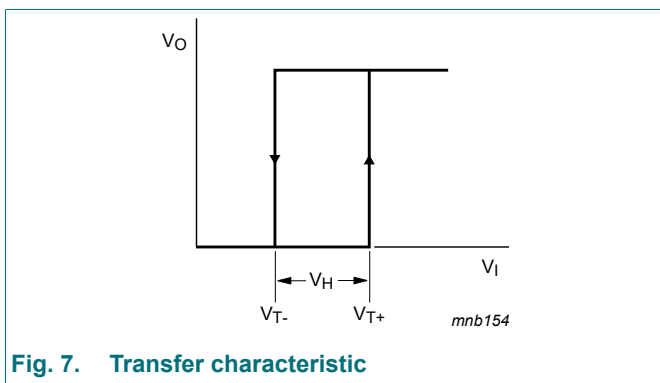 VO
VH
VI
VT-
VT+
mnb154
Fig. 7. Transfer characteristic